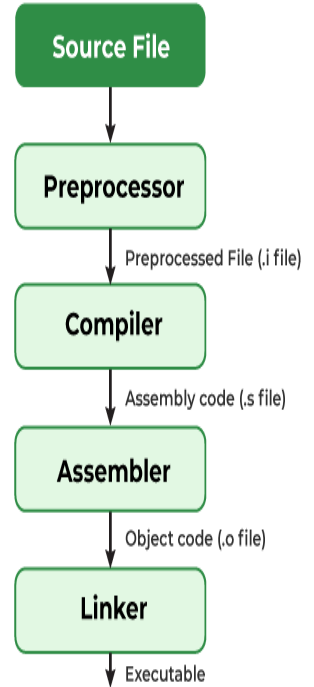 Source File
Preprocessor
Preprocessed File (.i file)
Compiler
Assembly code (.s file)
Assembler
Object code (.o file)
Linker
Executable